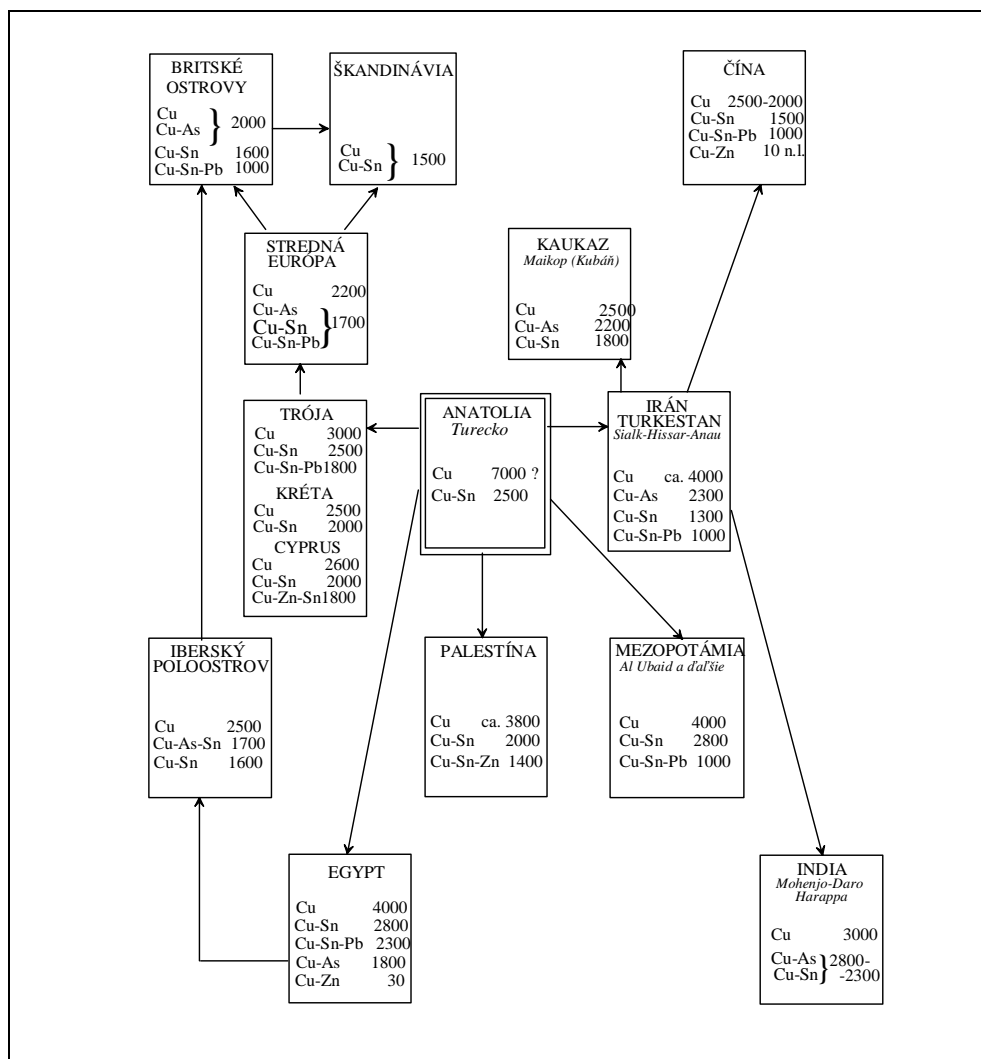 BRITSKÉ
OSTROVY
Cu
Cu-As } 2000
Cu-Sn 1600
Cu-Sn-Pb 1000
ŠKANDINÁVIA
Cu
Cu-Sn } 1500
ČÍNA
Cu 2500-2000
Cu-Sn 1500
Cu-Sn-Pb 1000
Cu-Zn 10 n.l.
STREDNÁ
EURÓPA
Cu 2200
Cu-As
Cu-Sn } 1700
Cu-Sn-Pb
KAUKAZ
Maikop (Kubáň)
Cu 2500
Cu-As 2200
Cu-Sn 1800
TRÓJA
Cu 3000
Cu-Sn 2500
Cu-Sn-Pb 1800
KRÉTA
Cu 2500
Cu-Sn 2000
CYPRUS
Cu 2600
Cu-Sn 2000
Cu-Zn-Sn 1800
ANATOLIA
Turecko
Cu 7000 ?
Cu-Sn 2500
IRÁN
TURKESTAN
Sialk-Hissar-Anau
Cu ca. 4000
Cu-As 2300
Cu-Sn 1300
Cu-Sn-Pb 1000
IBERSKÝ
POLOOSTROV
Cu 2500
Cu-As-Sn 1700
Cu-Sn 1600
PALESTÍNA
Cu ca. 3800
Cu-Sn 2000
Cu-Sn-Zn 1400
MEZOPOTÁMIA
Al Ubaid a ďaľšie
Cu 4000
Cu-Sn 2800
Cu-Sn-Pb 1000
EGYPT
Cu 4000
Cu-Sn 2800
Cu-Sn-Pb 2300
Cu-As 1800
Cu-Zn 30
INDIA
Mohenjo-Daro
Harappa
Cu 3000
Cu-As } 2800-
Cu-Sn -2300